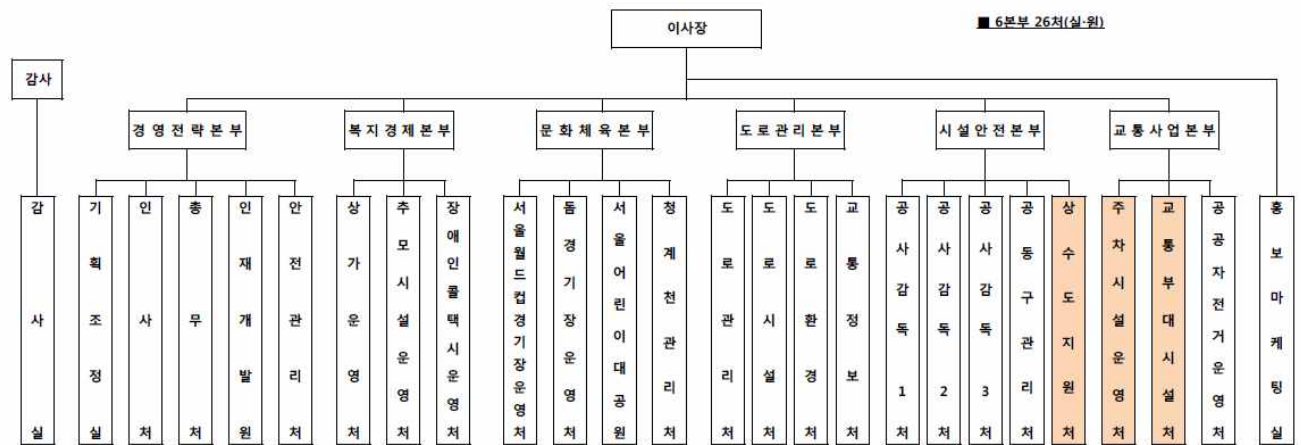 이사장
■ 6본부 26처(실·원)
감사
경영전략본부
복지경제본부
문화체육본부
도로관리본부
시설안전본부
교통사업본부
감사실
기획조정실
인사처
총무처
인재개발원
안전관리처
상가운영처
추모시설운영처
장애인콜택시운영처
서울월드컵경기장운영처
돔경기장운영처
서울어린이대공원
청계천관리처
도로관리처
도로시설처
도로환경처
교통정보처
공사감독1처
공사감독2처
공사감독3처
공동구관리처
상수도지원처
주차시설운영처
교통부대시설처
공공자전거운영처
홍보마케팅실